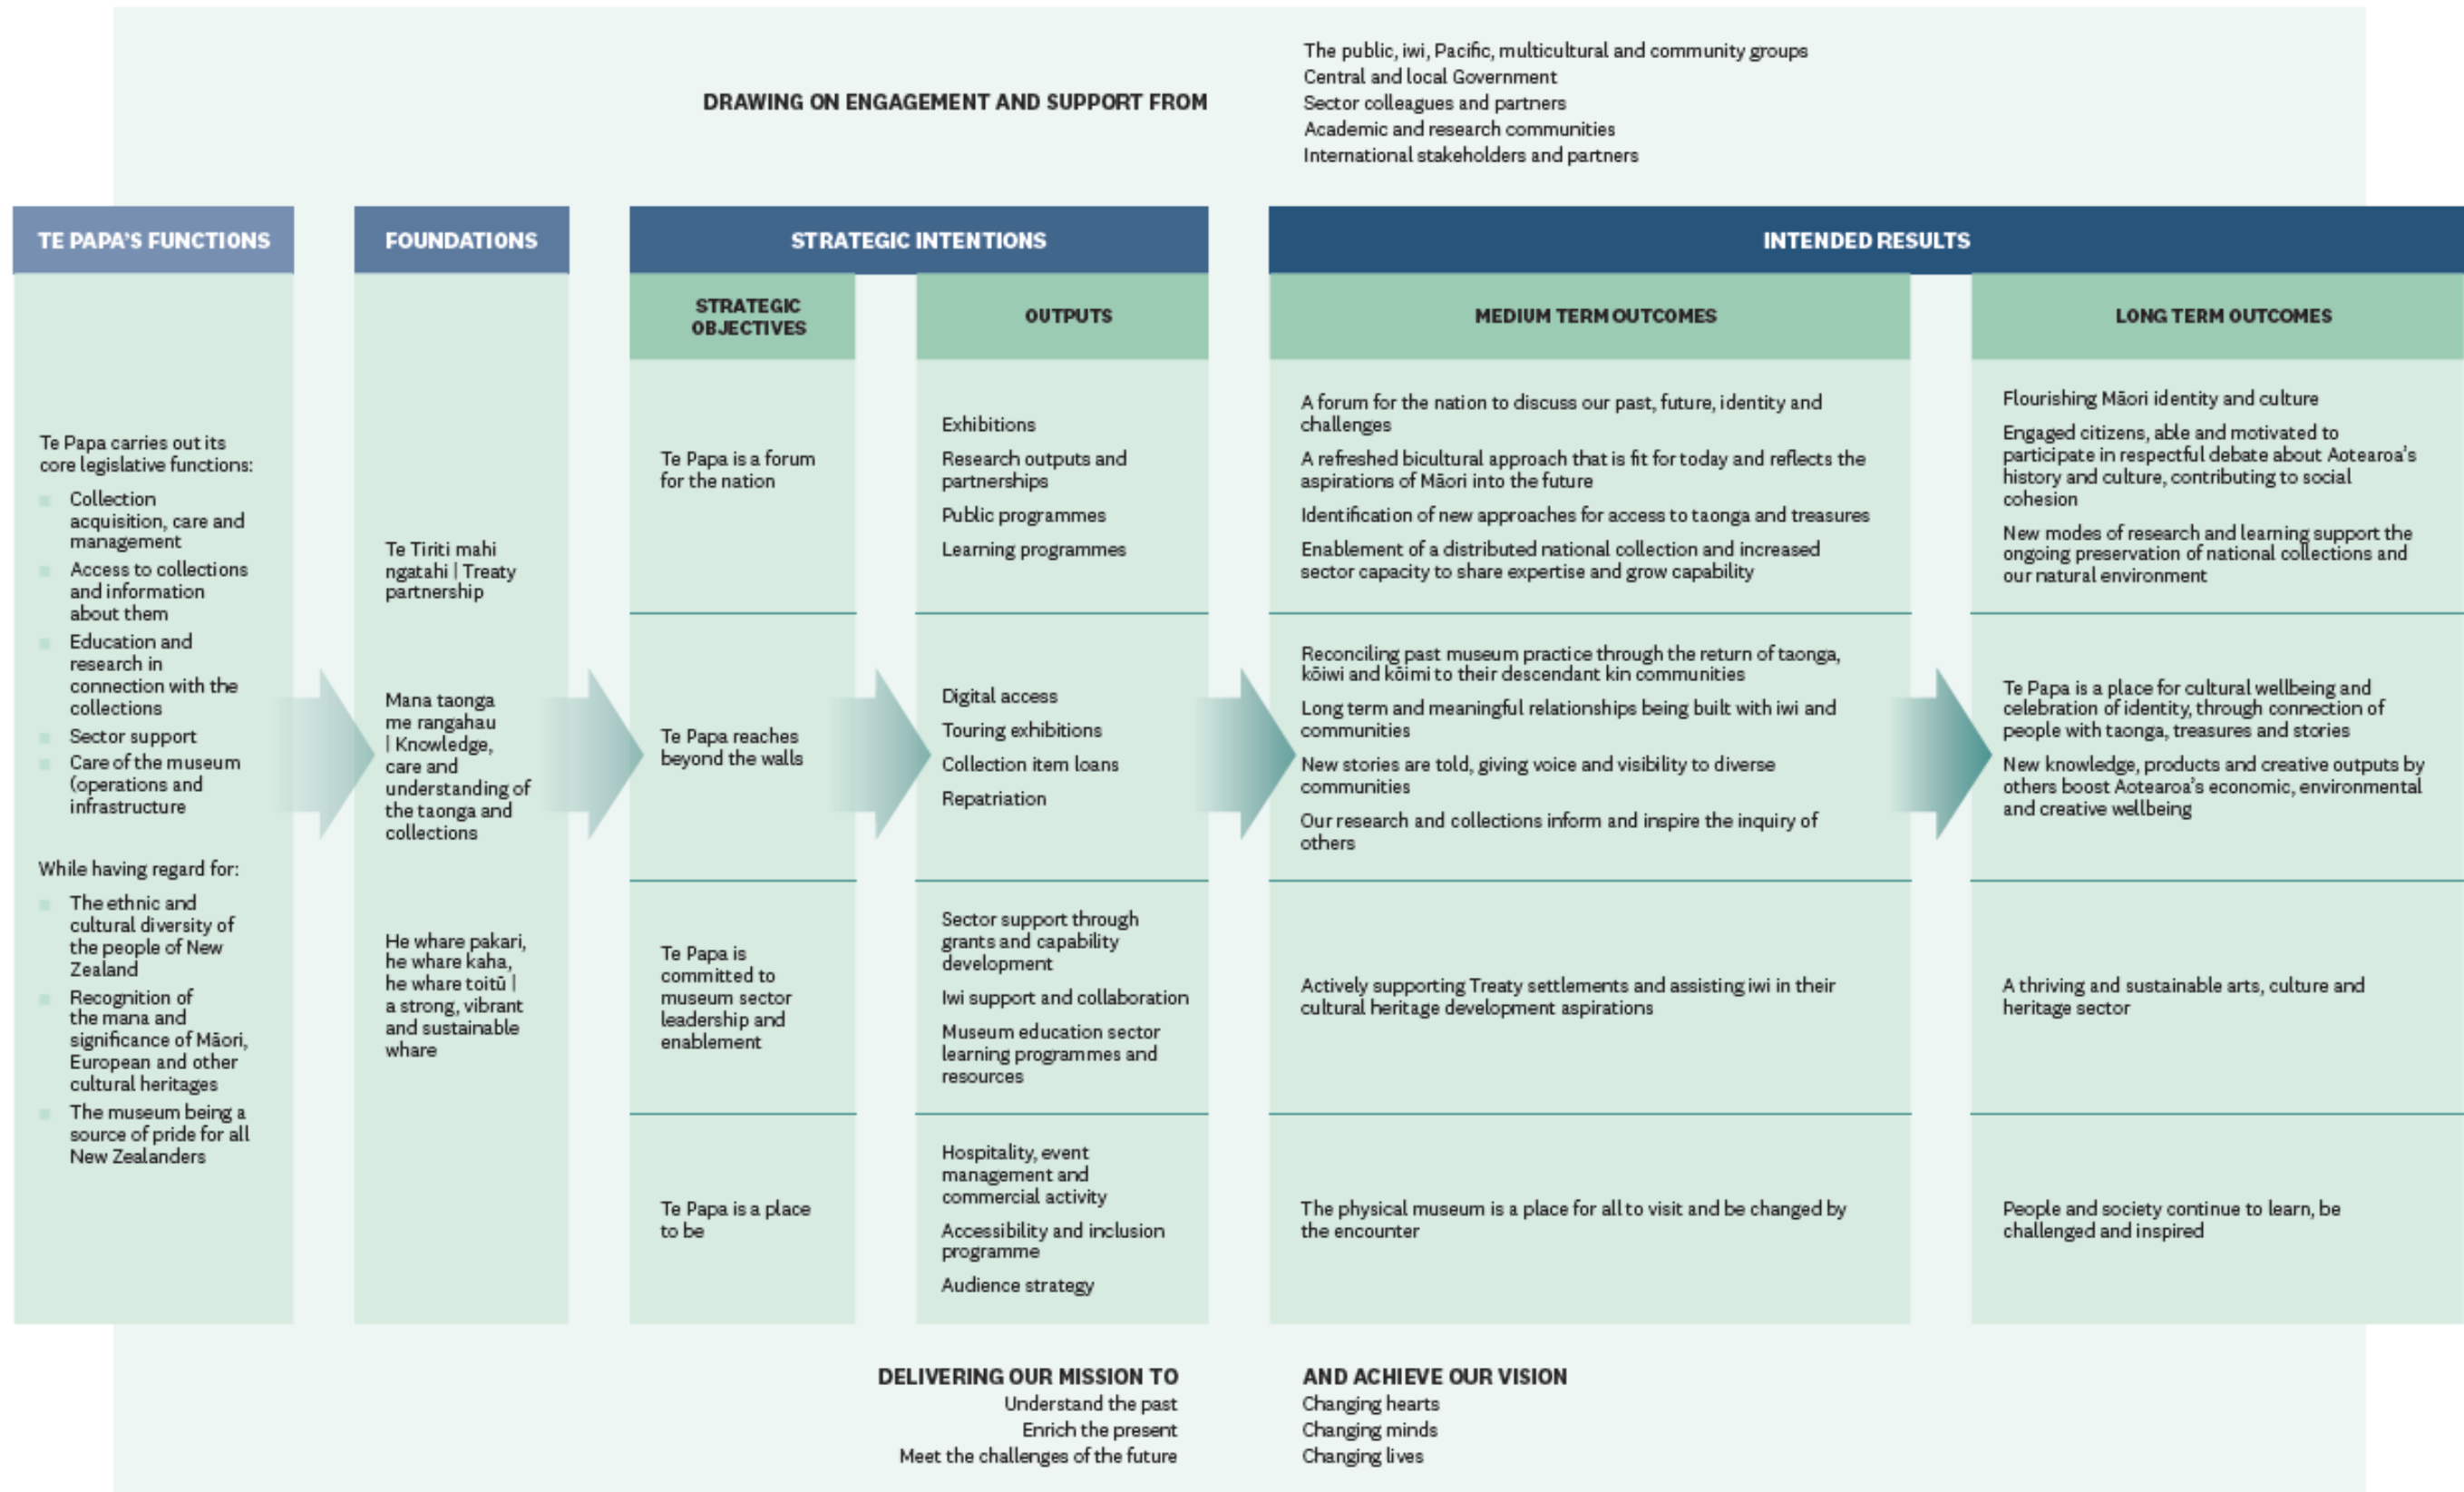 DRAWING ON ENGAGEMENT AND SUPPORT FROM
The public, iwi, Pacific, multicultural and community groups
Central and local Government
Sector colleagues and partners
Academic and research communities
International stakeholders and partners
TE PAPA'S FUNCTIONS
Te Papa carries out its
core legislative functions:
Collection
acquisition, care and
management
Access to collections
and information
about them
Education and
research in
connection with the
collections
Sector support
Care of the museum
(operations and
infrastructure
While having regard for:
The ethnic and
cultural diversity of
the people of New
Zealand
Recognition of
the mana and
significance of Māori,
European and other
cultural heritages
The museum being a
source of pride for all
New Zealanders
FOUNDATIONS
Te Tiriti mahi
ngatahi | Treaty
partnership
Mana taonga
me rangahau
| Knowledge,
care and
understanding of
the taonga and
collections
He whare pakari,
he whare kaha,
he whare toitū |
a strong, vibrant
and sustainable
whare
STRATEGIC INTENTIONS
STRATEGIC
OBJECTIVES
OUTPUTS
INTENDED RESULTS
MEDIUM TERM OUTCOMES
LONG TERM OUTCOMES
Te Papa is a forum
for the nation
Exhibitions
Research outputs and
partnerships
Public programmes
Learning programmes
A forum for the nation to discuss our past, future, identity and
challenges
A refreshed bicultural approach that is fit for today and reflects the
aspirations of Māori into the future
Identification of new approaches for access to taonga and treasures
Enablement of a distributed national collection and increased
sector capacity to share expertise and grow capability
Flourishing Māori identity and culture
Engaged citizens, able and motivated to
participate in respectful debate about Aotearoa's
history and culture, contributing to social
cohesion
New modes of research and learning support the
ongoing preservation of national collections and
our natural environment
Te Papa reaches
beyond the walls
Digital access
Touring exhibitions
Collection item loans
Repatriation
Reconciling past museum practice through the return of taonga,
kōiwi and kōimi to their descendant kin communities
Long term and meaningful relationships being built with iwi and
communities
New stories are told, giving voice and visibility to diverse
communities
Our research and collections inform and inspire the inquiry of
others
Te Papa is a place for cultural wellbeing and
celebration of identity, through connection of
people with taonga, treasures and stories
New knowledge, products and creative outputs by
others boost Aotearoa's economic, environmental
and creative wellbeing
Te Papa is
committed to
museum sector
leadership and
enablement
Sector support through
grants and capability
development
Iwi support and collaboration
Museum education sector
learning programmes and
resources
Actively supporting Treaty settlements and assisting iwi in their
cultural heritage development aspirations
A thriving and sustainable arts, culture and
heritage sector
Te Papa is a place
to be
Hospitality, event
management and
commercial activity
Accessibility and inclusion
programme
Audience strategy
The physical museum is a place for all to visit and be changed by
the encounter
People and society continue to learn, be
challenged and inspired
DELIVERING OUR MISSION TO
Understand the past
Enrich the present
Meet the challenges of the future
AND ACHIEVE OUR VISION
Changing hearts
Changing minds
Changing lives